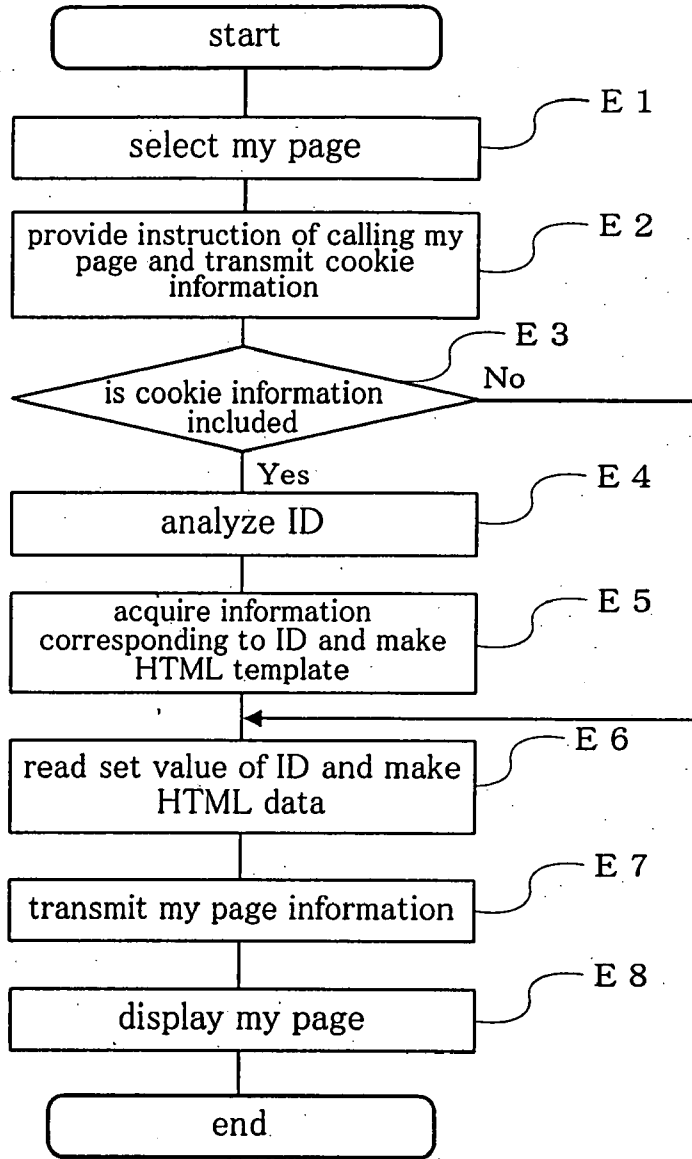 start
E 1
select my page
E 2
provide instruction of calling my
page and transmit cookie
information
E 3
is cookie information
included
No
Yes
E 4
analyze ID
E 5
acquire information
corresponding to ID and make
HTML template
E 6
read set value of ID and make
HTML data
E 7
transmit my page information
E 8
display my page
end